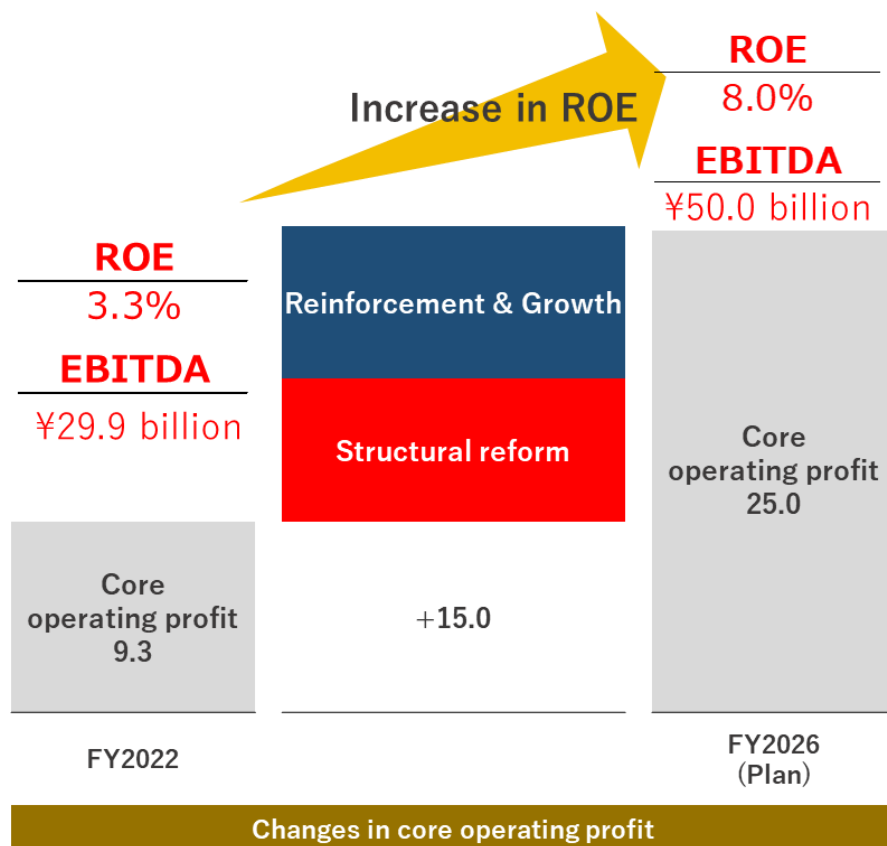 Increase in ROE
ROE
3.3%
EBITDA
¥29.9 billion
Core
operating profit
9.3
FY2022
Reinforcement & Growth
Structural reform
+15.0
ROE
8.0%
EBITDA
¥50.0 billion
Core
operating profit
25.0
FY2026
(Plan)
Changes in core operating profit